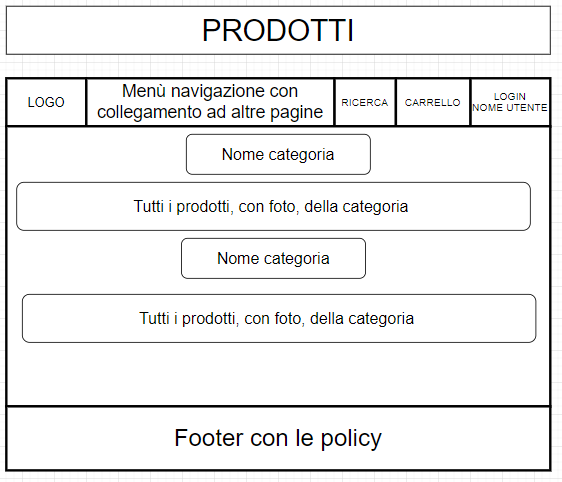 PRODOTTI
LOGO
Menù navigazione con
collegamento ad altre pagine
RICERCA
CARRELLO
LOGIN
NOME UTENTE
Nome categoria
Tutti i prodotti, con foto, della categoria
Nome categoria
Tutti i prodotti, con foto, della categoria
Footer con le policy